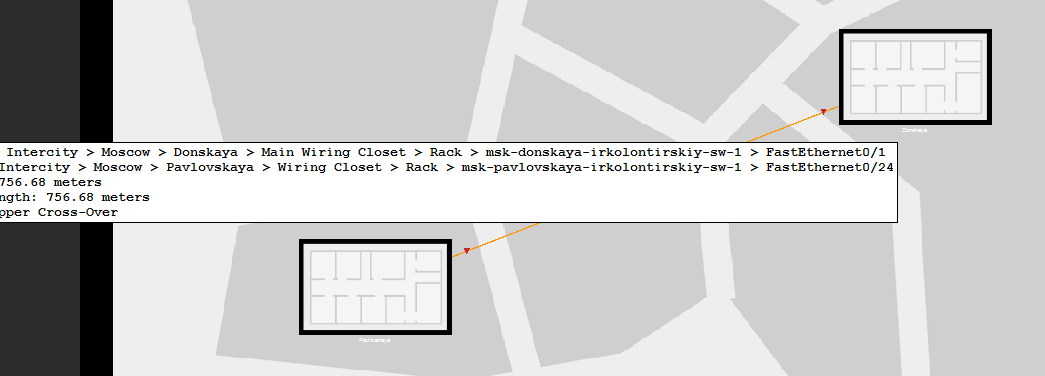 Donskaya
Intercity > Moscow > Donskaya > Main Wiring Closet > Rack > msk-donskaya-irkolontirskiy-sw-1 > FastEthernet0/1
Intercity > Moscow > Pavlovskaya > Wiring Closet > Rack > msk-pavlovskaya-irkolontirskiy-sw-1 > FastEthernet0/24
756.68 meters
ngth: 756.68 meters
pper Cross-Over
Pavlovskaya